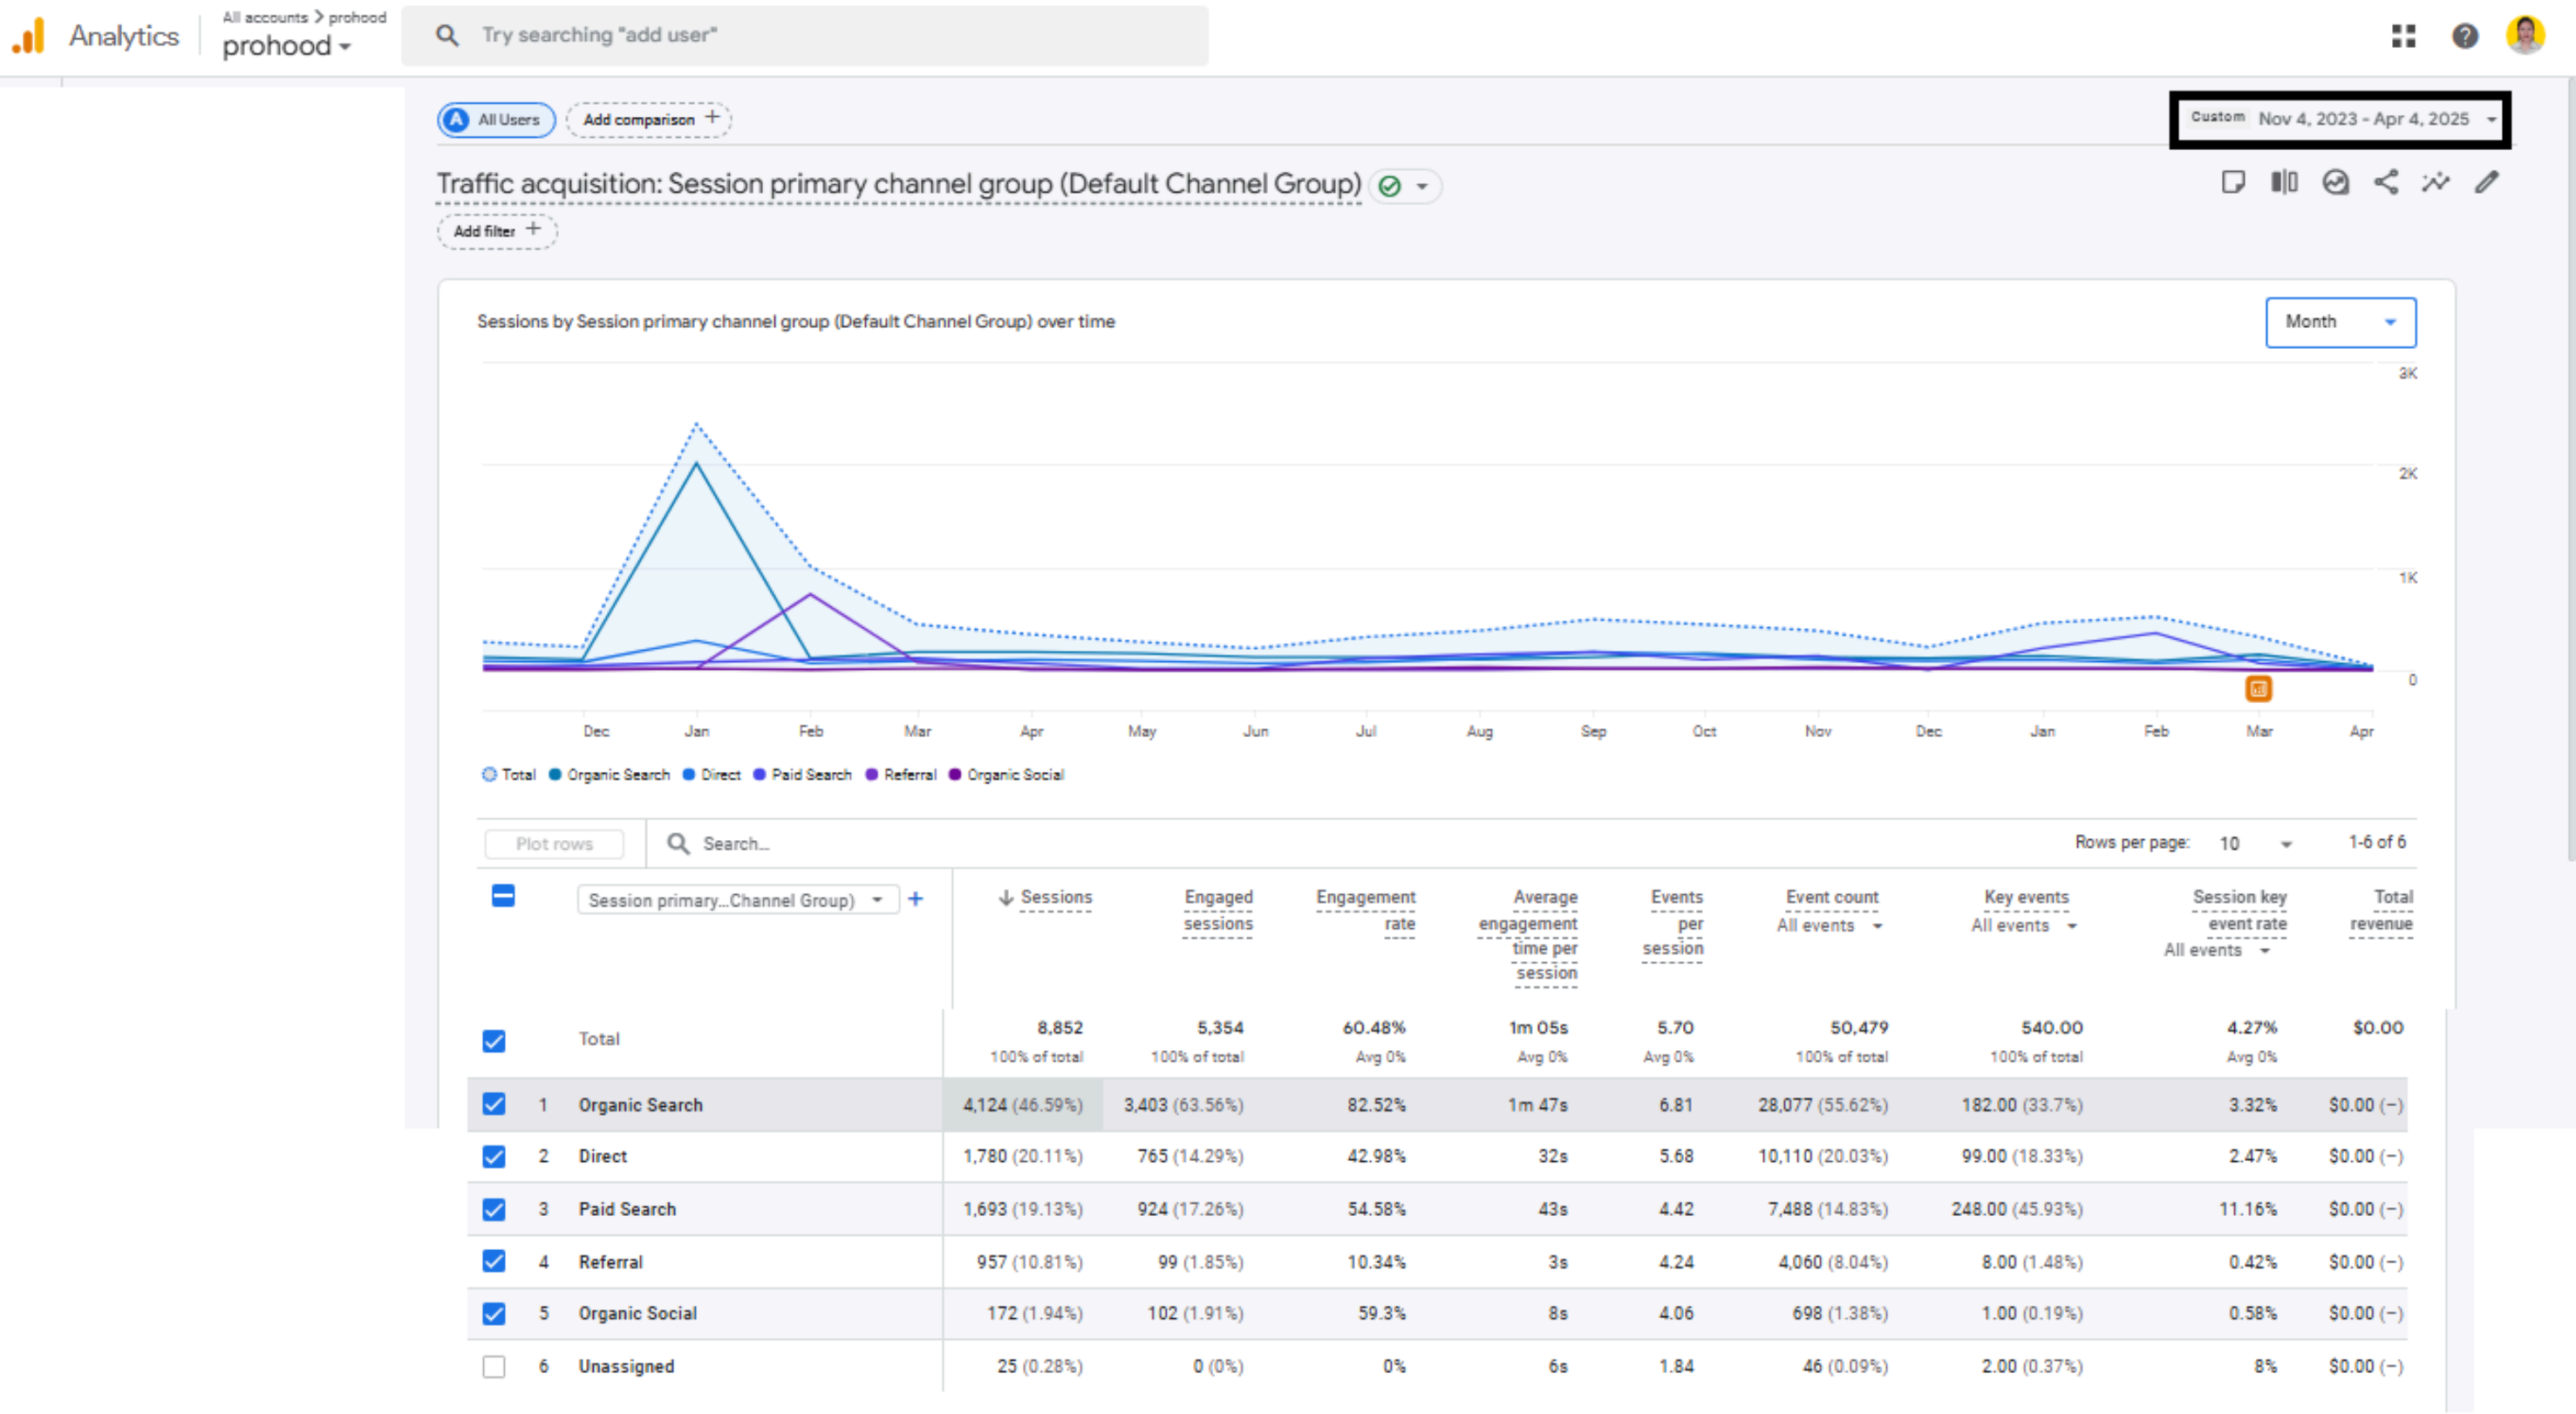 Analytics
All accounts > prohood
prohood
Try searching "add user"
All Users
Add comparison +
Custom Nov 4, 2023 - Apr 4, 2025
Traffic acquisition: Session primary channel group (Default Channel Group)
Add filter +
Sessions by Session primary channel group (Default Channel Group) over time
Month
3K
2K
1K
0
Dec Jan Feb Mar Apr May Jun Jul Aug Sep Oct Nov Dec Jan Feb Mar Apr
Total Organic Search Direct Paid Search Referral Organic Social
Plot rows
Search...
Rows per page: 10 1-6 of 6
Session primary...Channel Group) +
Sessions
Engaged
sessions
Engagement
rate
Average
engagement
time per
session
Events
per
session
Event count
All events
Key events
All events
Session key
event rate
All events
Total
revenue
Total 8,852 5,354 60.48% 1m 05s 5.70 50,479 540.00 4.27% $0.00
100% of total 100% of total Avg 0% Avg 0% Avg 0% 100% of total 100% of total Avg 0%
1 Organic Search 4,124 (46.59%) 3,403 (63.56%) 82.52% 1m 47s 6.81 28,077 (55.62%) 182.00 (33.7%) 3.32% $0.00 (–)
2 Direct 1,780 (20.11%) 765 (14.29%) 42.98% 32s 5.68 10,110 (20.03%) 99.00 (18.33%) 2.47% $0.00 (–)
3 Paid Search 1,693 (19.13%) 924 (17.26%) 54.58% 43s 4.42 7,488 (14.83%) 248.00 (45.93%) 11.16% $0.00 (–)
4 Referral 957 (10.81%) 99 (1.85%) 10.34% 3s 4.24 4,060 (8.04%) 8.00 (1.48%) 0.42% $0.00 (–)
5 Organic Social 172 (1.94%) 102 (1.91%) 59.3% 8s 4.06 698 (1.38%) 1.00 (0.19%) 0.58% $0.00 (–)
6 Unassigned 25 (0.28%) 0 (0%) 0% 6s 1.84 46 (0.09%) 2.00 (0.37%) 8% $0.00 (–)